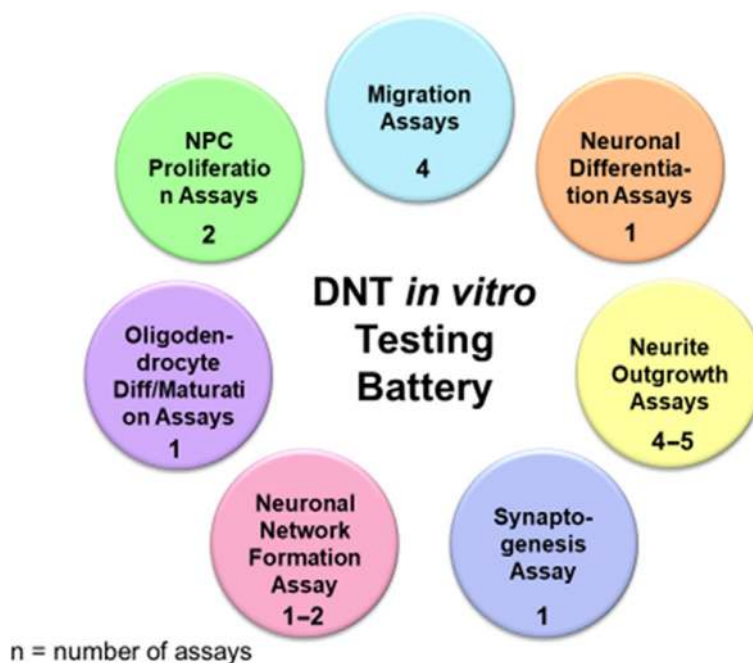 Migration
Assays
4
Neuronal
Differentia-
tion Assays
1
Neurite
Outgrowth
Assays
4–5
Synapto-
genesis
Assay
1
Neuronal
Network
Formation
Assay
1–2
Oligoden-
drocyte
Diff/Maturati
on Assays
1
NPC
Proliferatio
n Assays
2
DNT in vitro
Testing
Battery
n = number of assays